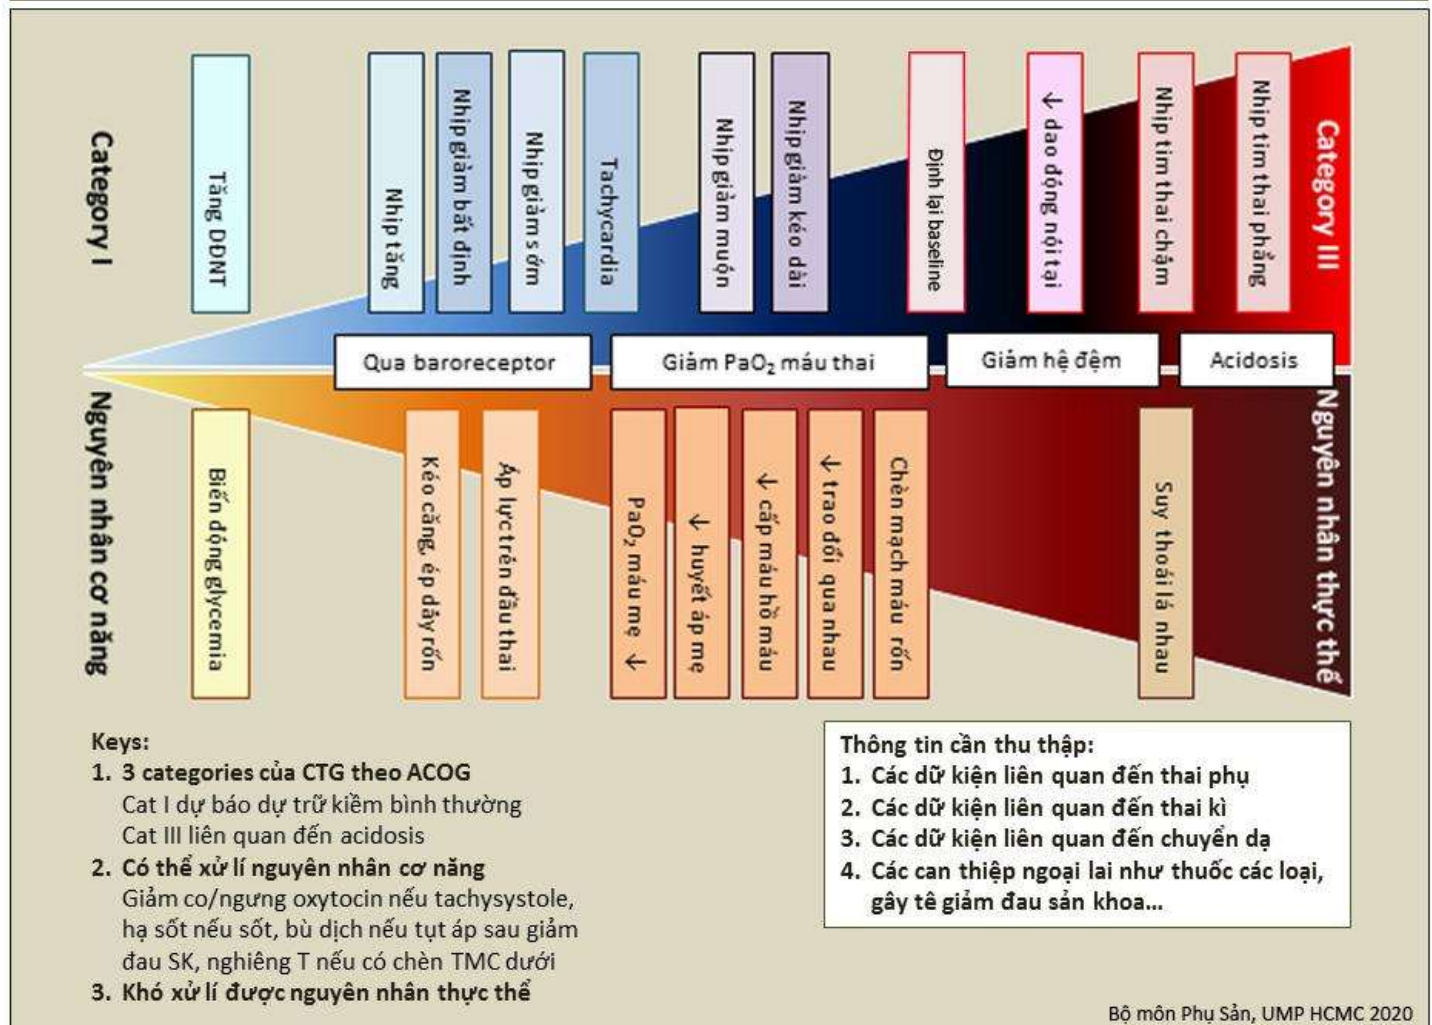 Category I
Tăng DĐNT
Nhịp tăng
Nhịp giảm bất định
Nhịp giảm sớm
Tachycardia
Nhịp giảm muộn
Nhịp giảm kéo dài
Định lại baseline
↓ dao động nội tại
Nhịp tim thai chậm
Nhịp tim thai phẳng
Category III
Qua baroreceptor
Giảm PaO₂ máu thai
Giảm hệ đệm
Acidosis
Nguyên nhân cơ năng
Biến động glycemia
Kéo căng, ép dây rốn
Áp lực trên đầu thai
PaO₂ máu mẹ ↓
↓ huyết áp mẹ
↓ cấp máu hồ máu
↓ trao đổi qua nhau
Chèn mạch máu rốn
Suy thoái lá nhau
Nguyên nhân thực thể
Keys:
1. 3 categories của CTG theo ACOG
Cat I dự báo dự trữ kiềm bình thường
Cat III liên quan đến acidosis
2. Có thể xử lí nguyên nhân cơ năng
Giảm co/ngưng oxytocin nếu tachysystole,
hạ sốt nếu sốt, bù dịch nếu tụt áp sau giảm
đau SK, nghiêng T nếu có chèn TMC dưới
3. Khó xử lí được nguyên nhân thực thể
Thông tin cần thu thập:
1. Các dữ kiện liên quan đến thai phụ
2. Các dữ kiện liên quan đến thai kì
3. Các dữ kiện liên quan đến chuyển dạ
4. Các can thiệp ngoại lai như thuốc các loại,
gây tê giảm đau sản khoa...
Bộ môn Phụ Sản, UMP HCMC 2020